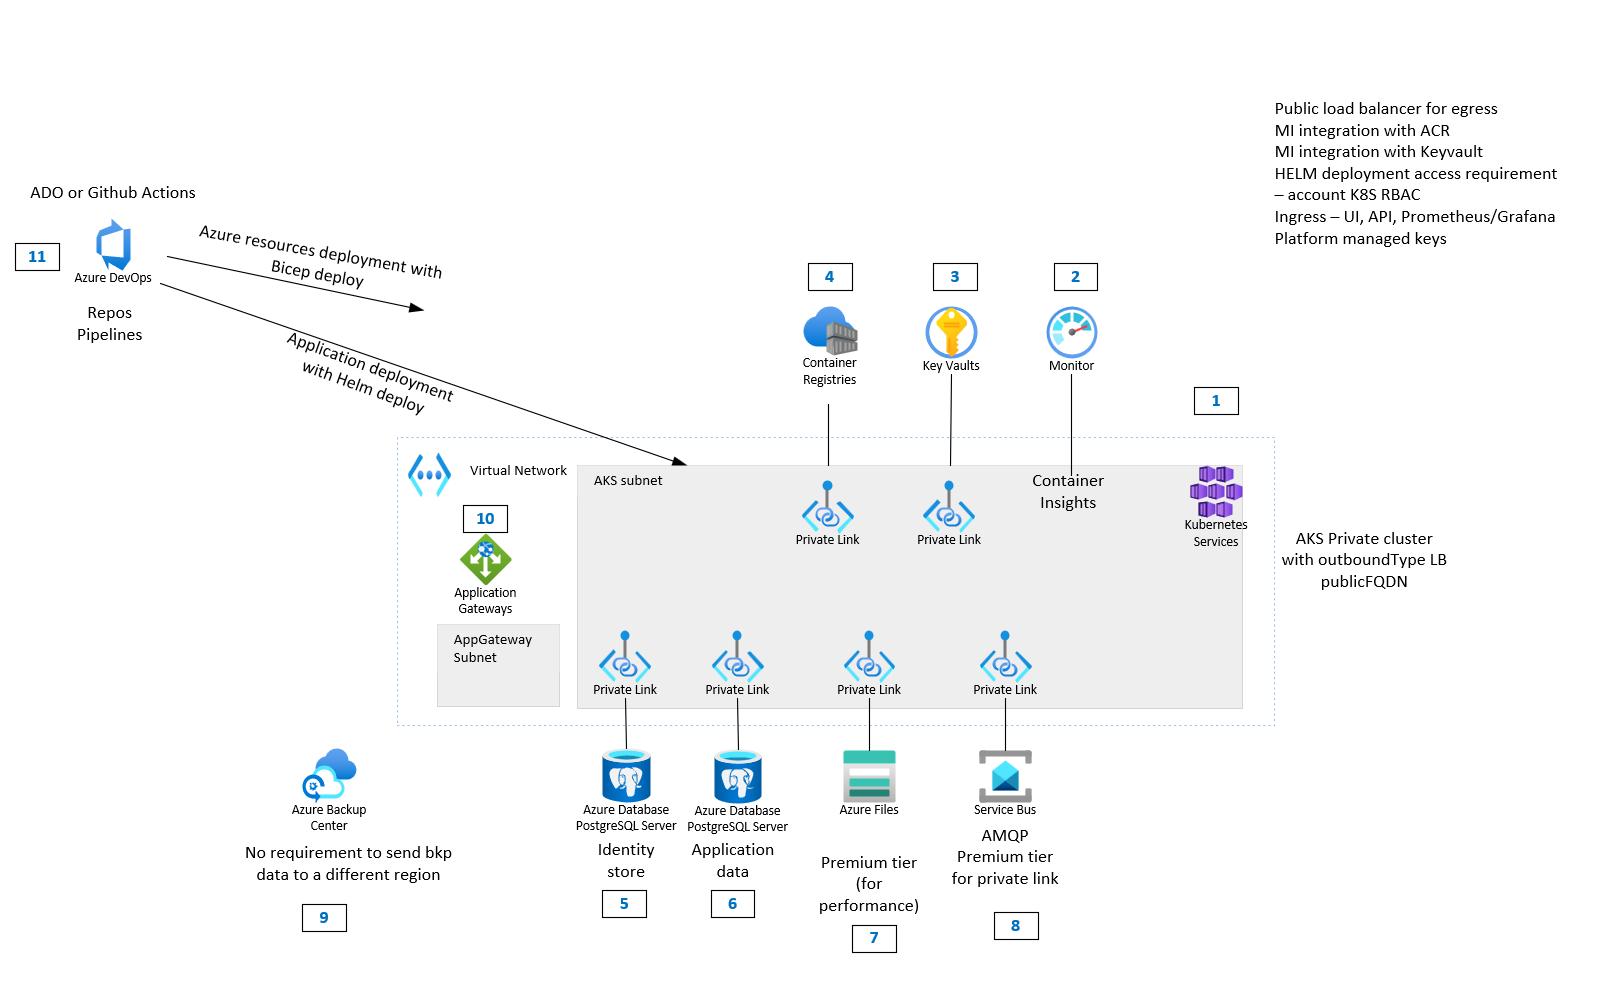 Public load balancer for egress
MI integration with ACR
MI integration with Keyvault
HELM deployment access requirement
– account K8S RBAC
Ingress – UI, API, Prometheus/Grafana
Platform managed keys
ADO or Github Actions
11
Azure DevOps
Repos
Pipelines
Azure resources deployment with
Bicep deploy
Application deployment
with Helm deploy
4
Container
Registries
3
Key Vaults
2
Monitor
1
Virtual Network
AKS subnet
Private Link
Private Link
Container
Insights
Kubernetes
Services
AKS Private cluster
with outboundType LB
publicFQDN
10
Application
Gateways
AppGateway
Subnet
Private Link
Private Link
Private Link
Private Link
Azure Backup
Center
No requirement to send bkp
data to a different region
9
Azure Database
PostgreSQL Server
Identity
store
5
Azure Database
PostgreSQL Server
Application
data
6
Azure Files
Premium tier
(for
performance)
7
Service Bus
AMQP
Premium tier
for private link
8